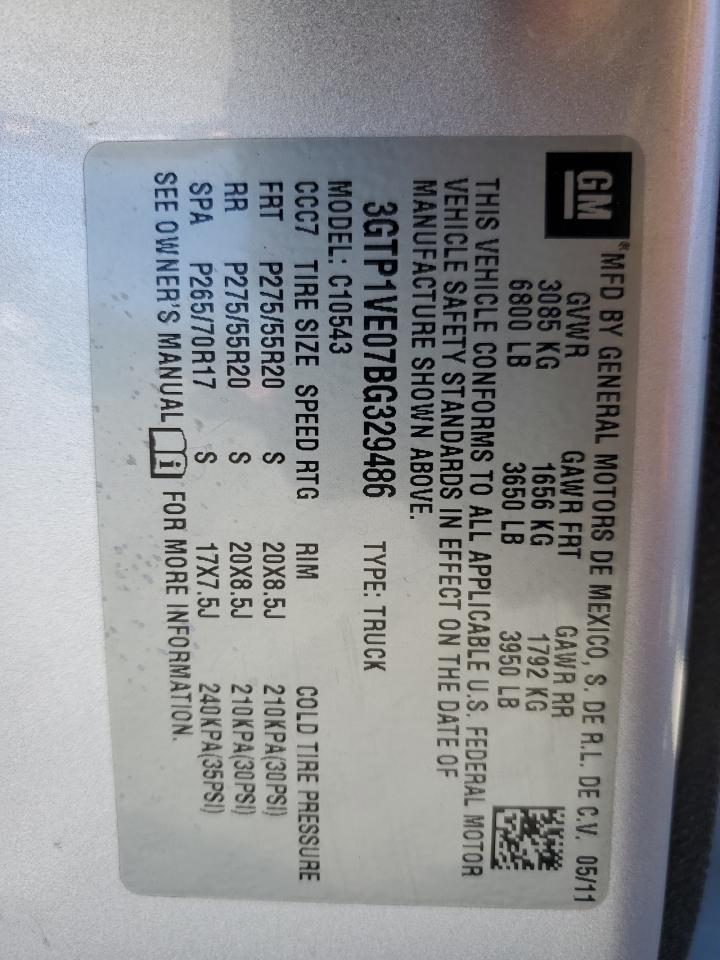 GM ® MFD BY GENERAL MOTORS DE MEXICO, S. DE R.L. DE C.V. 05/11
GVWR GAWR FRT GAWR RR
3085 KG 1656 KG 1792 KG
6800 LB 3650 LB 3950 LB
THIS VEHICLE CONFORMS TO ALL APPLICABLE U.S. FEDERAL MOTOR
VEHICLE SAFETY STANDARDS IN EFFECT ON THE DATE OF
MANUFACTURE SHOWN ABOVE.
3GTP1VE07BG329486 TYPE: TRUCK
MODEL: C10543
CCC7 TIRE SIZE SPEED RTG RIM COLD TIRE PRESSURE
FRT P275/55R20 S 20X8.5J 210KPA(30PSI)
RR P275/55R20 S 20X8.5J 210KPA(30PSI)
SPA P265/70R17 S 17X7.5J 240KPA(35PSI)
SEE OWNER'S MANUAL i FOR MORE INFORMATION.